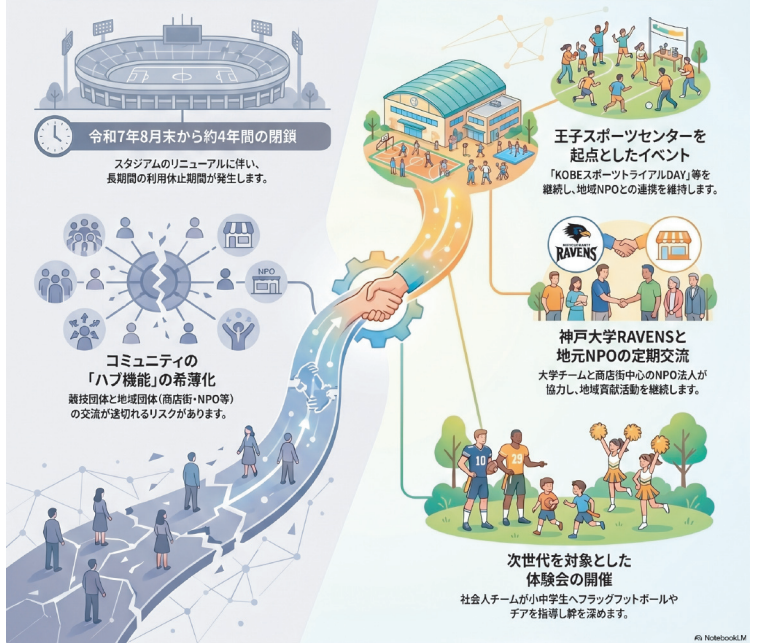 令和7年8月末から約4年間の閉鎖
スタジアムのリニューアルに伴い、
長期間の利用休止期間が発生します。
NPO
コミュニティの
「ハブ機能」の希薄化
競技団体と地域団体(商店街・NPO等)
の交流が途切れるリスクがあります。
王子スポーツセンターを
起点としたイベント
「KOBEスポーツトライアルDAY」等を
継続し、地域NPOとの連携を維持します。
RAVENS
神戸大学RAVENSと
地元NPOの定期交流
大学チームと商店街中心のNPO法人が
協力し、地域貢献活動を継続します。
10
29
次世代を対象とした
体験会の開催
社会人チームが小中学生へフラッグフットボールや
チアを指導し絆を深めます。
NotebookLM